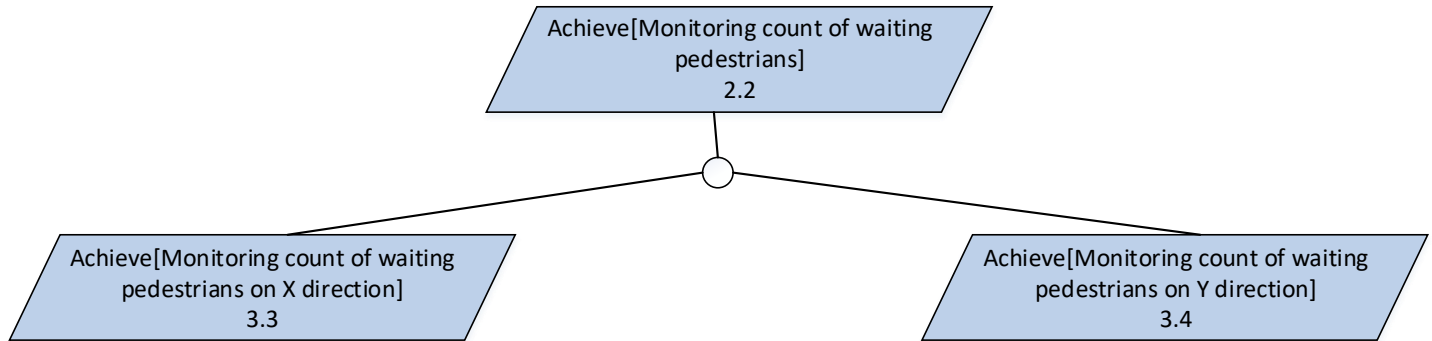 Achieve[Monitoring count of waiting
pedestrians]
2.2
Achieve[Monitoring count of waiting
pedestrians on X direction]
3.3
Achieve[Monitoring count of waiting
pedestrians on Y direction]
3.4